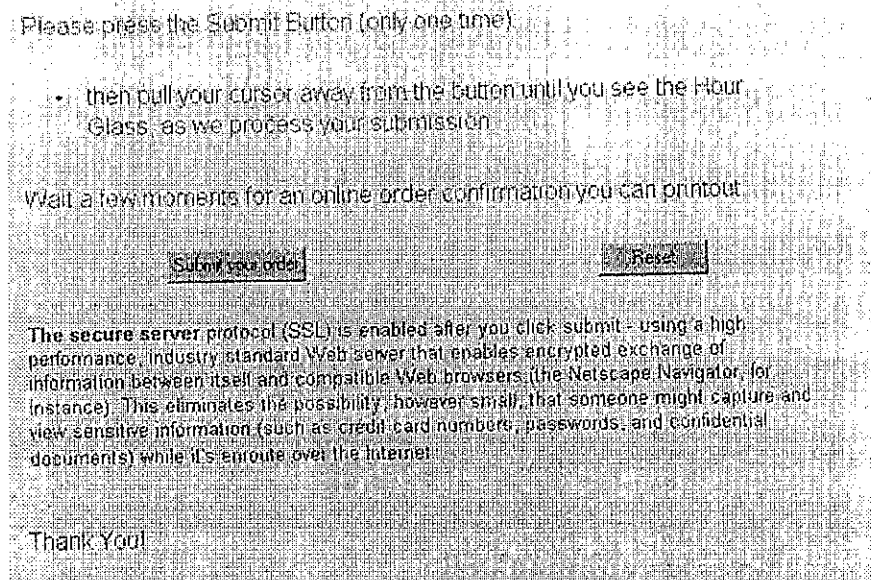 Please press the Submit Button (only one time)
• then pull your cursor away from the button until you see the Hour
Glass, as we process your submission
Wait a few moments for an online order confirmation you can printout
Submit your order Reset
The secure server protocol (SSL) is enabled after you click submit - using a high
performance, industry standard Web server that enables encrypted exchange of
information between itself and compatible Web browsers (the Netscape Navigator, for
instance). This eliminates the possibility, however small, that someone might capture and
view sensitive information (such as credit card numbers, passwords, and confidential
documents) while it's enroute over the Internet.
Thank You!